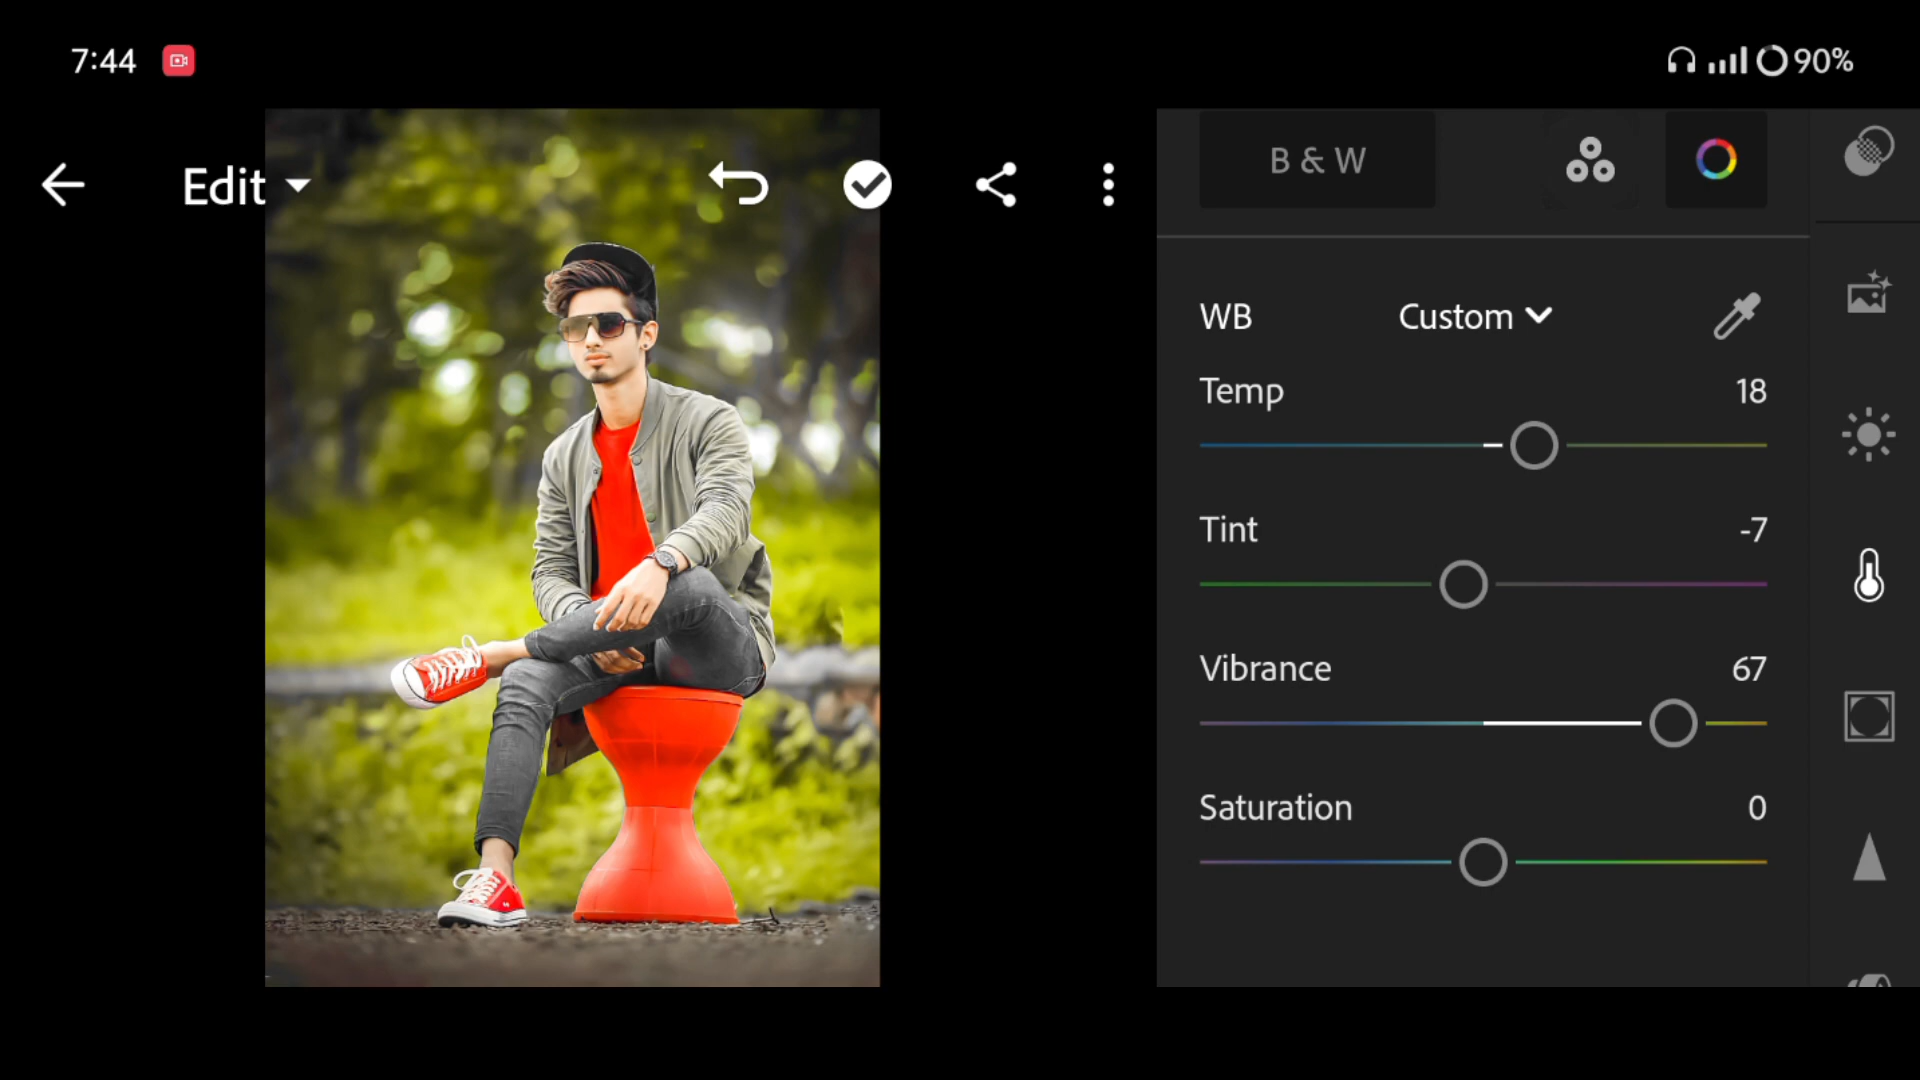 7:44
90%
Edit
B & W
WB Custom
Temp 18
Tint -7
Vibrance 67
Saturation 0